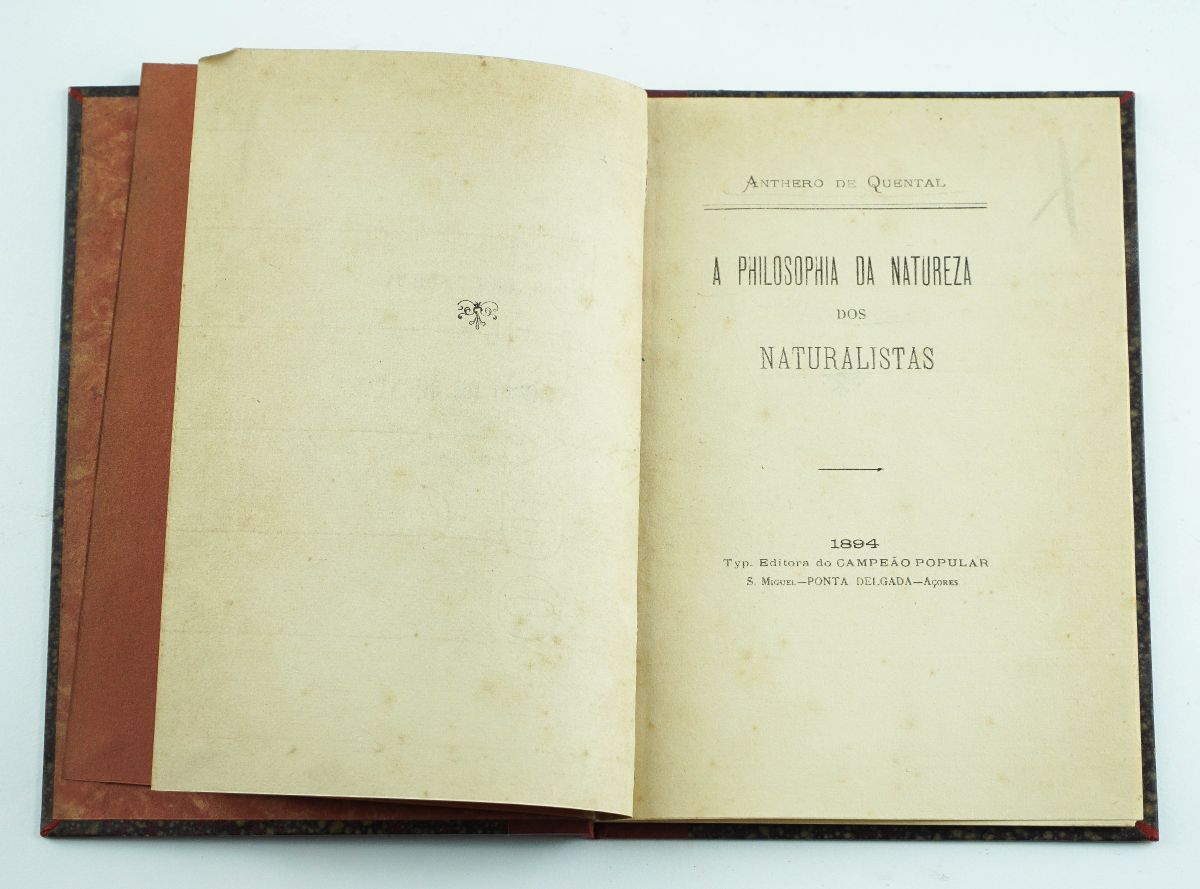 ANTHERO DE QUENTAL
A PHILOSOPHIA DA NATUREZA
DOS
NATURALISTAS
1894
Typ. Editora do CAMPEÃO POPULAR
S. MIGUEL—PONTA DELGADA—AÇORES